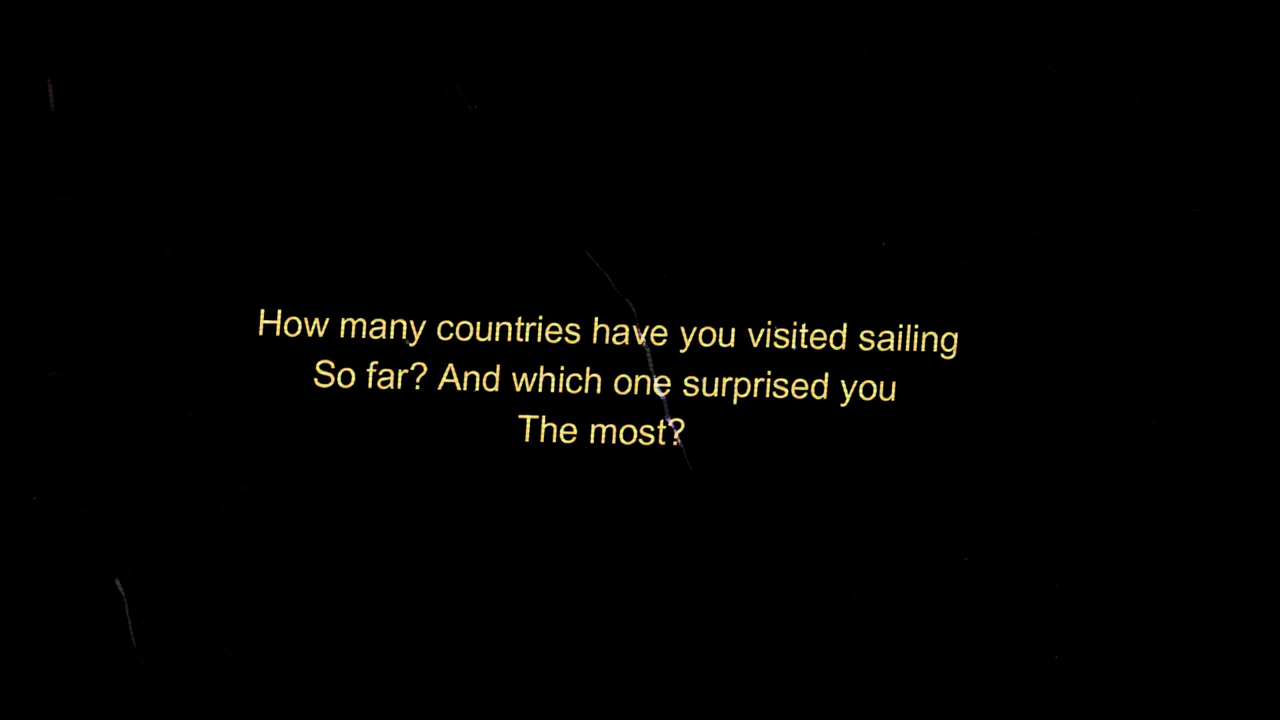 How many countries have you visited sailing
So far? And which one surprised you
The most?